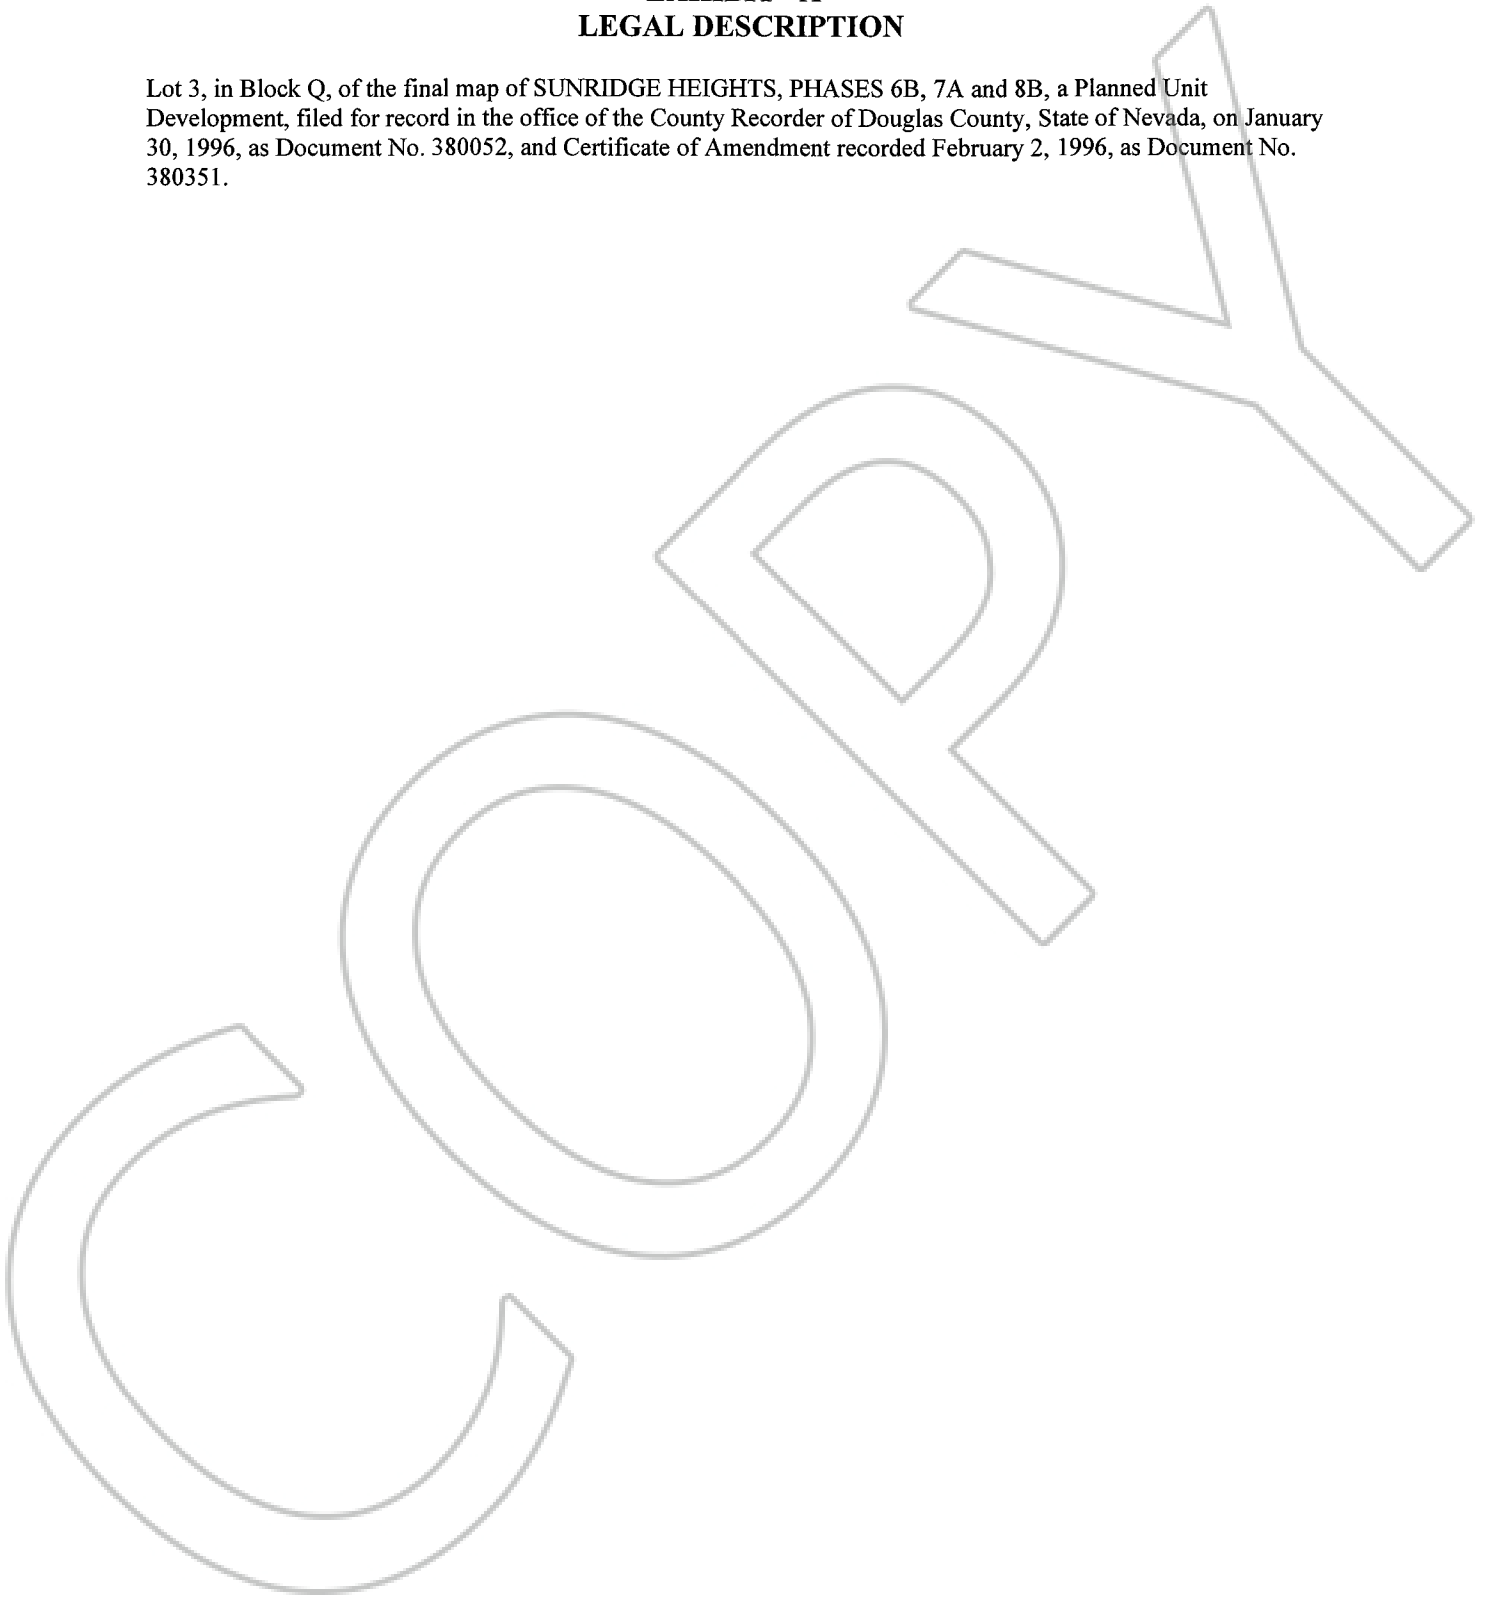 LEGAL DESCRIPTION
Lot 3, in Block Q, of the final map of SUNRIDGE HEIGHTS, PHASES 6B, 7A and 8B, a Planned Unit
Development, filed for record in the office of the County Recorder of Douglas County, State of Nevada, on January
30, 1996, as Document No. 380052, and Certificate of Amendment recorded February 2, 1996, as Document No.
380351.
COPY